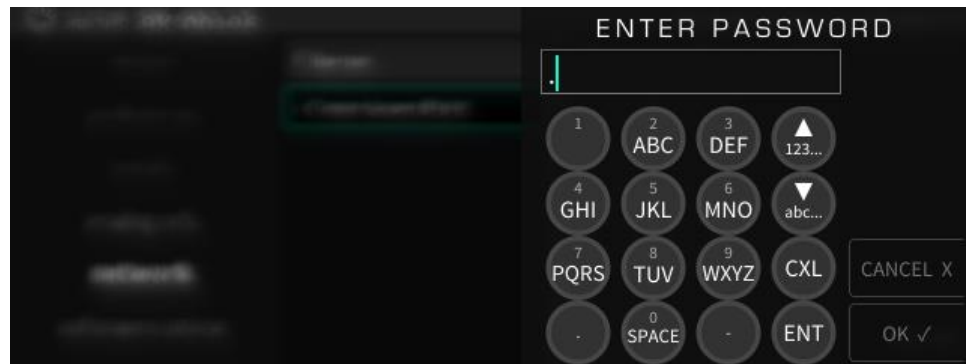 ENTER PASSWORD
.
1
2 ABC
3 DEF
▲ 123...
4 GHI
5 JKL
6 MNO
▼ abc...
7 PQRS
8 TUV
9 WXYZ
CXL
CANCEL X
.
0 SPACE
-
ENT
OK ✓
network